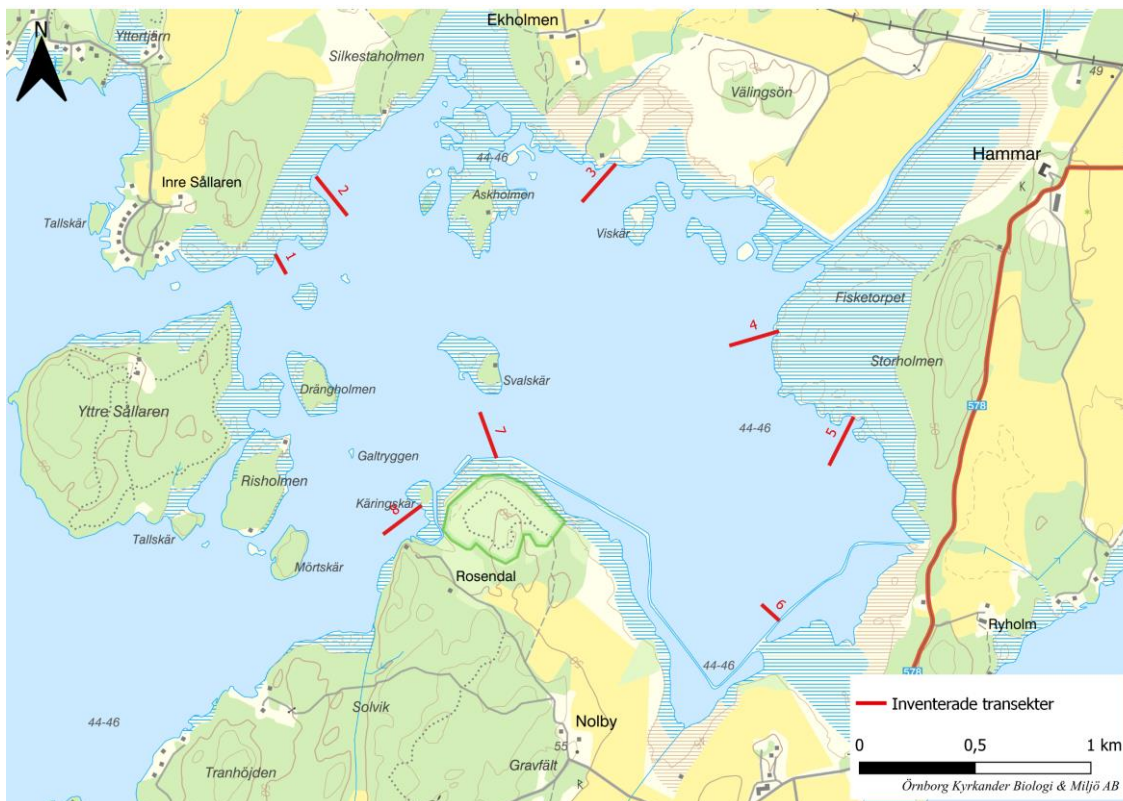 Yttertjärn
N
Ekholmen
Silkestaholmen
49
Välingsön
Hammar
K
44-46
Inre Sållaren
2
3
Askholmen
Tallskär
Viskär
1
Fisketorpet
4
Storholmen
Drängholmen
Svalskär
578
Yttre Sållaren
7
44-46
5
Galtryggen
Risholmen
Käringskär
8
Tallskär
Mörtskär
Rosendal
6
Ryholm
44-46
578
Solvik
44-46
Nolby
55
Gravfält
R
Tranhöjden
Inventerade transekter
0 0,5 1 km
Örnborg Kyrkander Biologi & Miljö AB